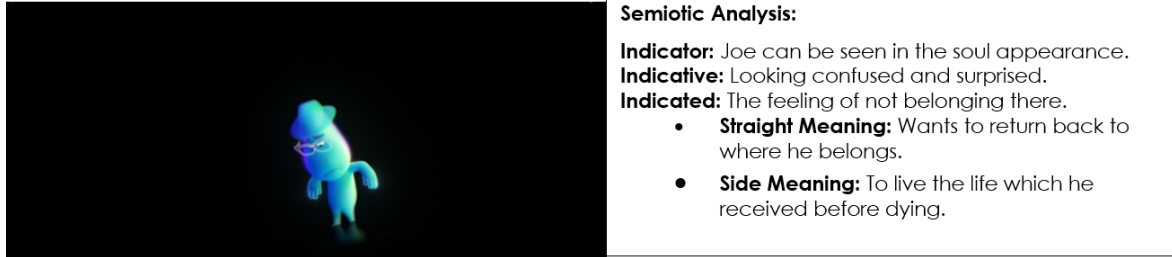 Semiotic Analysis:
Indicator: Joe can be seen in the soul appearance.
Indicative: Looking confused and surprised.
Indicated: The feeling of not belonging there.
• Straight Meaning: Wants to return back to
where he belongs.
• Side Meaning: To live the life which he
received before dying.